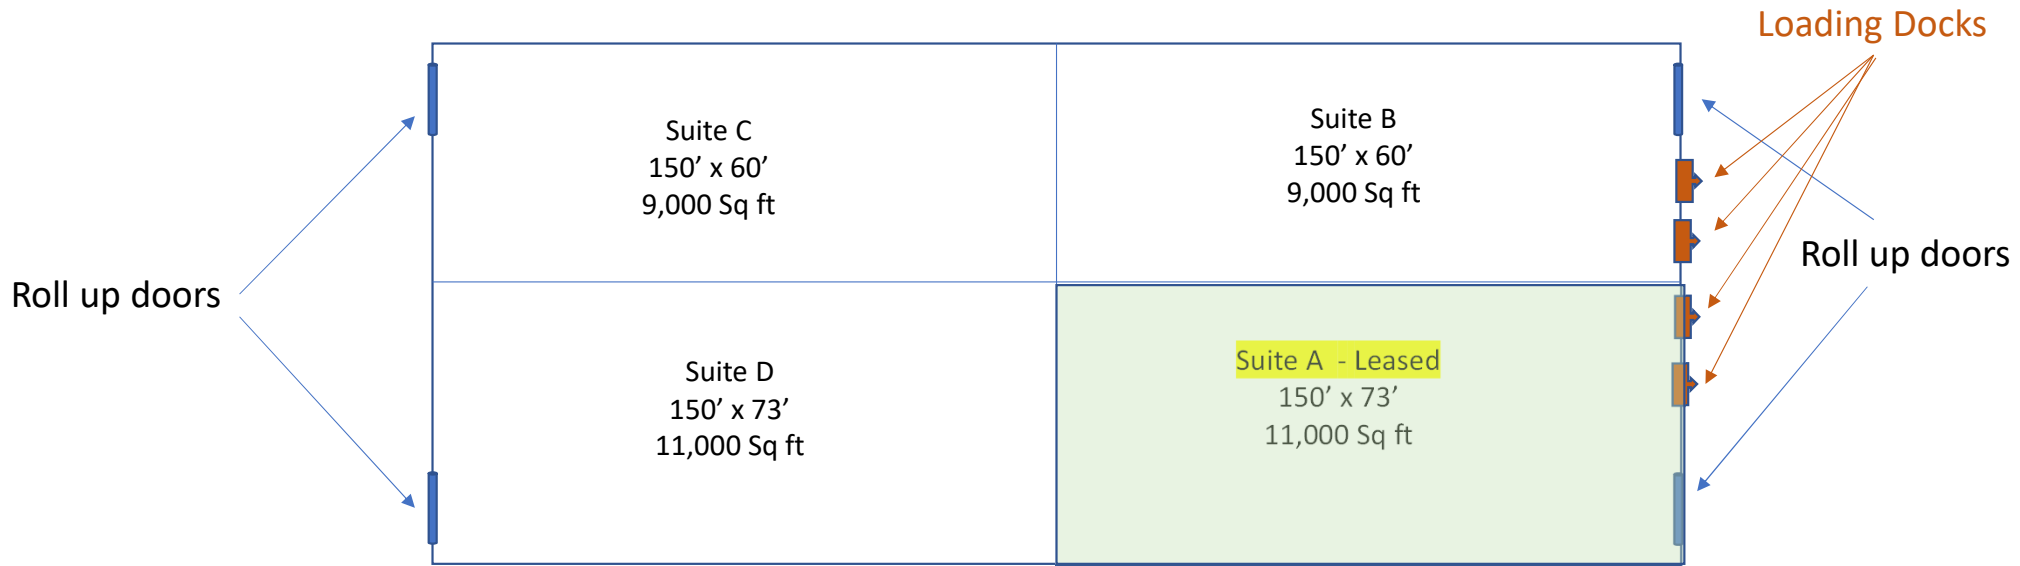 Loading Docks
Suite C
150’ x 60’
9,000 Sq ft
Suite B
150’ x 60’
9,000 Sq ft
Roll up doors
Roll up doors
Suite D
150’ x 73’
11,000 Sq ft
Suite A  - Leased
150’ x 73’
11,000 Sq ft